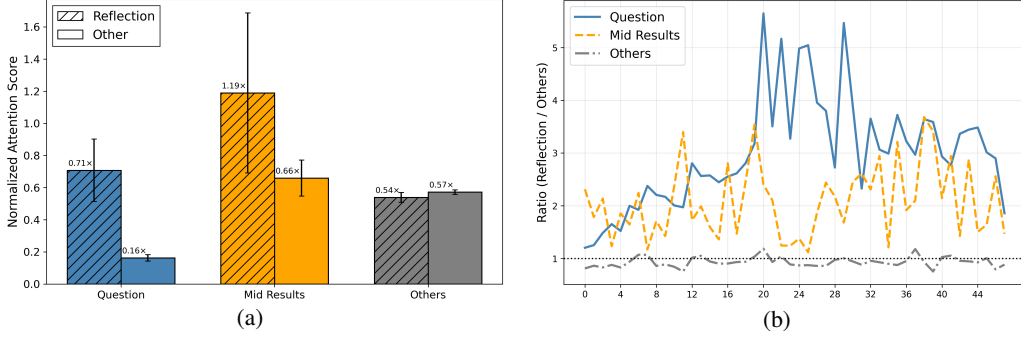 Normalized Attention Score
1.6
1.4
1.2
1.0
0.8
0.6
0.4
0.2
0.0
Reflection
Other
0.71×
0.16×
1.19×
0.66×
0.54×
0.57×
Question
Mid Results
Others
(a)
Ratio (Reflection / Others)
5
4
3
2
1
Question
Mid Results
Others
0 4 8 12 16 20 24 28 32 36 40 44
(b)